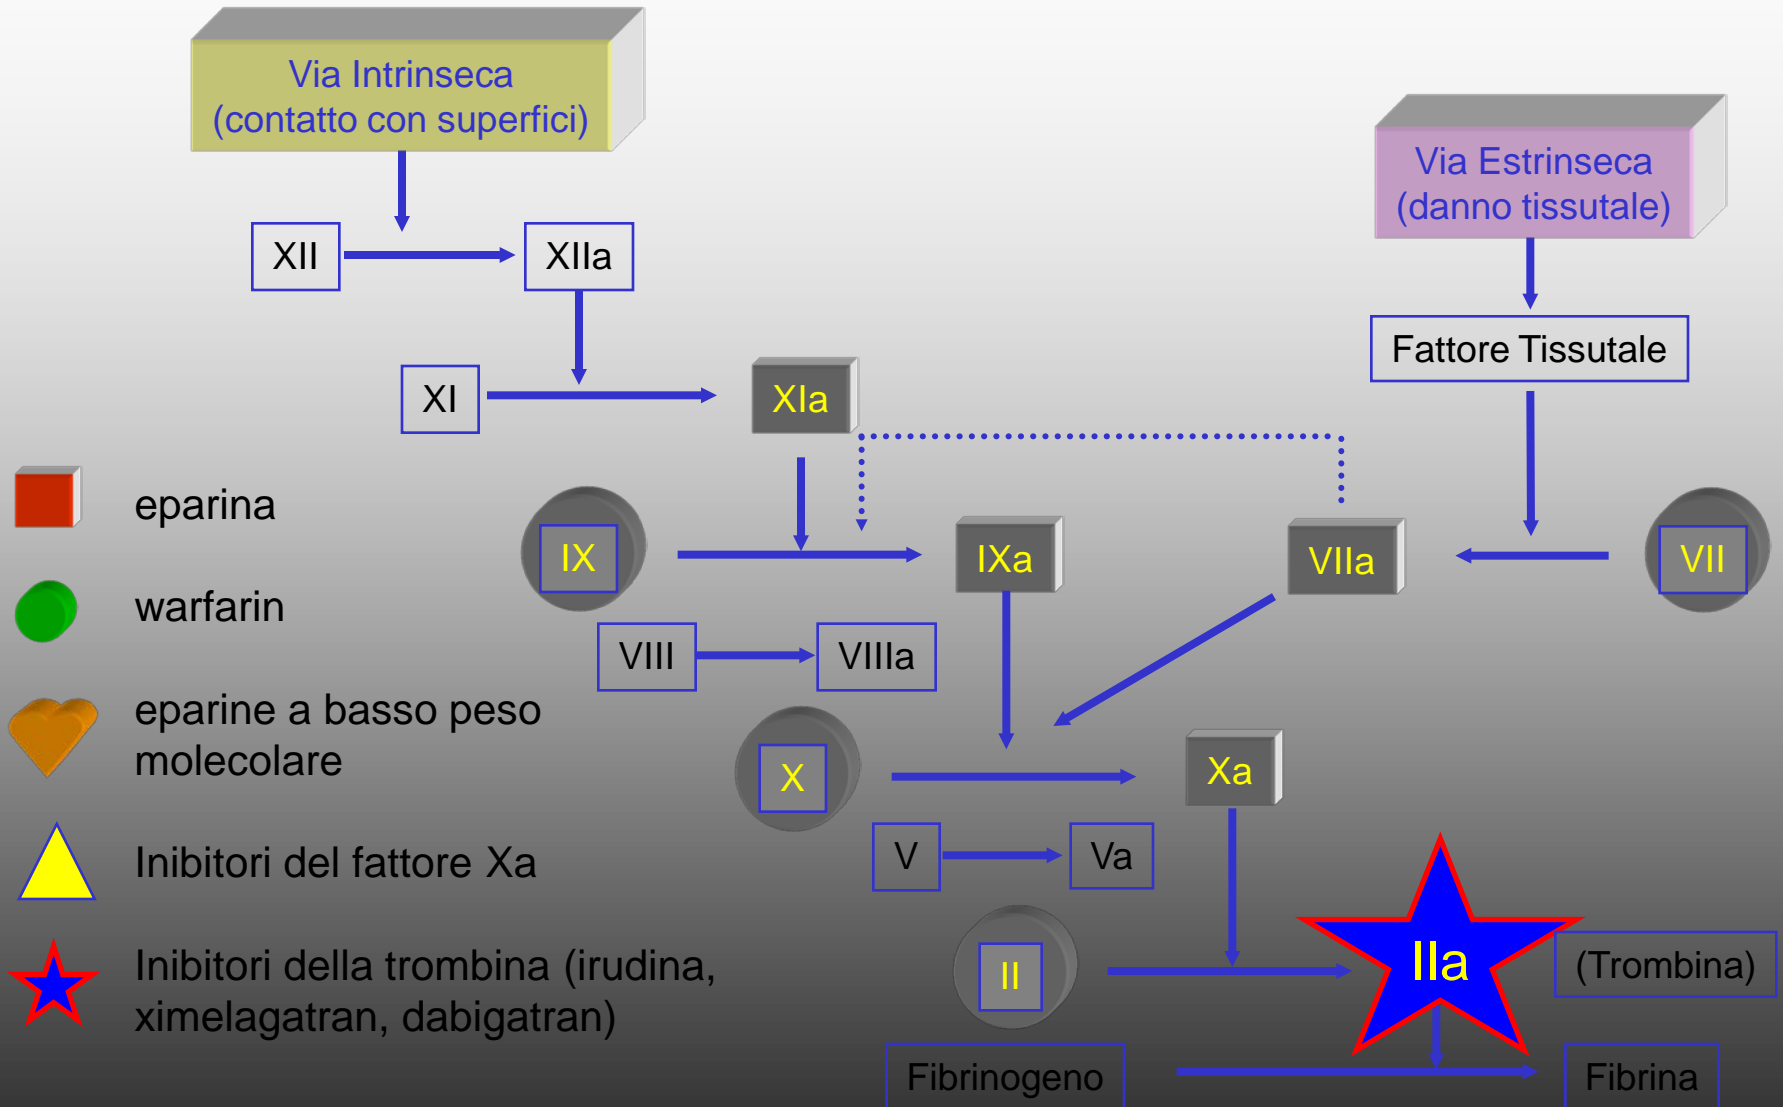 Via Intrinseca
(contatto con superfici)
Via Estrinseca
(danno tissutale)
XII
XIIa
Fattore Tissutale
XI
XIa
eparina
IX
IXa
VIIa
VII
warfarin
VIII
VIIIa
eparine a basso peso
molecolare
X
Xa
V
Va
Inibitori del fattore Xa
II
IIa
(Trombina)
Inibitori della trombina (irudina,
ximelagatran, dabigatran)
Fibrinogeno
Fibrina